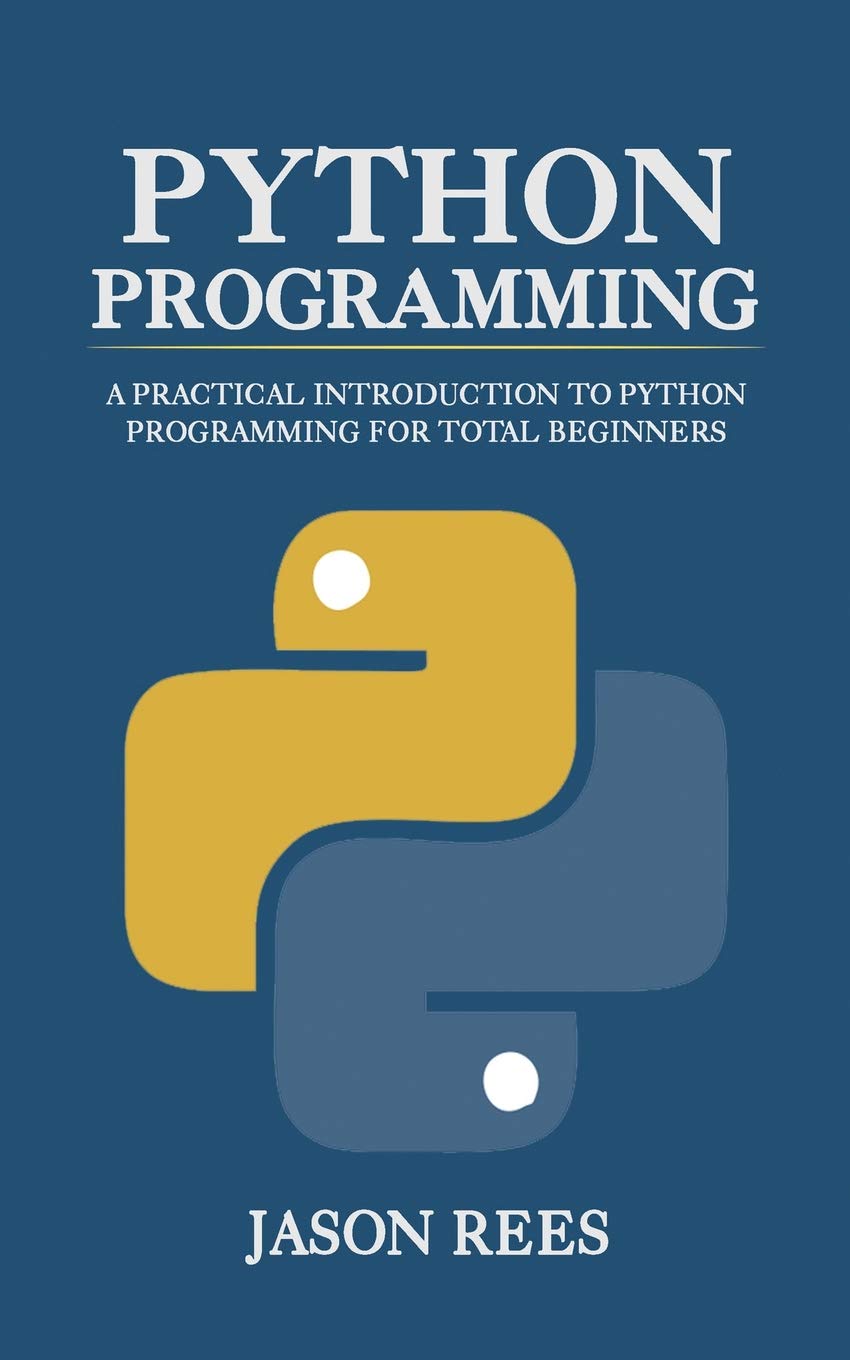 PYTHON
PROGRAMMING
A PRACTICAL INTRODUCTION TO PYTHON
PROGRAMMING FOR TOTAL BEGINNERS
JASON REES